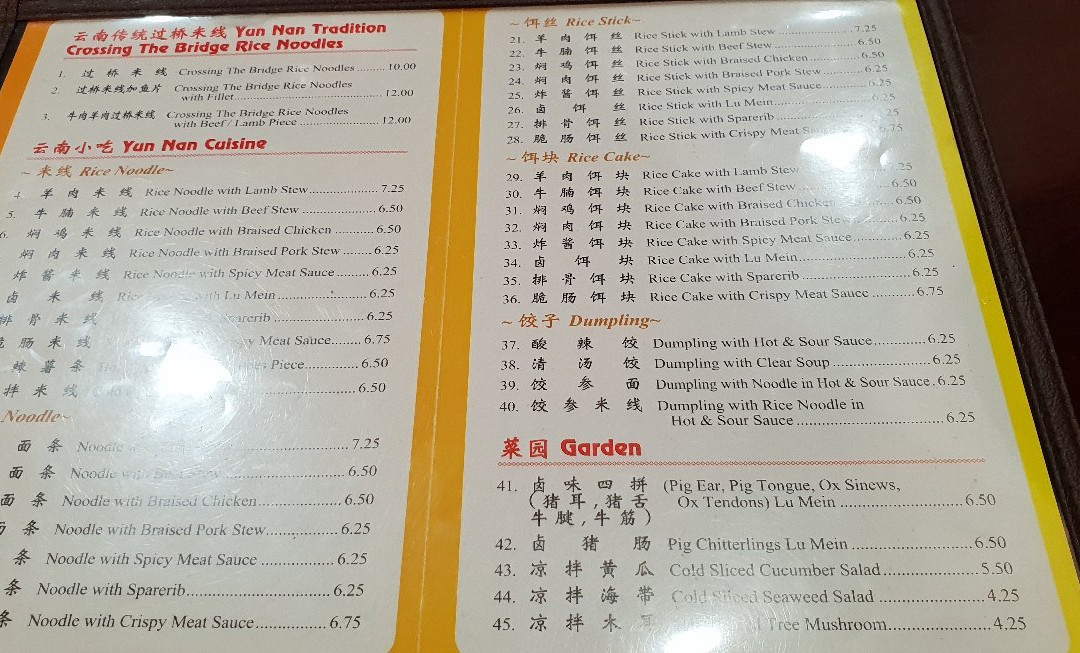 云南传统过桥米线 Yun Nan Tradition
Crossing The Bridge Rice Noodles
1. 过桥米线 Crossing The Bridge Rice Noodles ......... 10.00
2. 过桥米线加鱼片 Crossing The Bridge Rice Noodles
with Fillet................................ 12.00
3. 牛肉羊肉过桥米线 Crossing The Bridge Rice Noodles
with Beef / Lamb Piece ................... 12.00
云南小吃 Yun Nan Cuisine
~米线 Rice Noodle~
4. 羊肉米线 Rice Noodle with Lamb Stew................ 7.25
5. 牛腩米线 Rice Noodle with Beef Stew ................. 6.50
6. 焖鸡米线 Rice Noodle with Braised Chicken .......... 6.50
焖肉米线 Rice Noodle with Braised Pork Stew ....... 6.25
炸酱米线 Rice Noodle with Spicy Meat Sauce........ 6.25
卤米线 with Lu Mein..................... 6.25
排骨米线 Sparerib ..................... 6.25
肠米线 Meat Sauce....... 6.75
薯条 Piece............. 6.50
拌米线 6.50
Noodle~
面条 Noodle 7.25
面条 Noodle with 6.50
面条 Noodle with Braised Chicken................. 6.50
条 Noodle with Braised Pork Stew............... 6.25
条 Noodle with Spicy Meat Sauce .............. 6.25
条 Noodle with Sparerib............................ 6.25
条 Noodle with Crispy Meat Sauce............... 6.75
~饵丝 Rice Stick~
21. 羊肉饵丝 Rice Stick with Lamb Stew .................. 7.25
22. 牛腩饵丝 Rice Stick with Beef Stew .................... 6.50
23. 焖鸡饵丝 Rice Stick with Braised Chicken............. 6.50
24. 焖肉饵丝 Rice Stick with Braised Pork Stew .......... 6.25
25. 炸酱饵丝 Rice Stick with Spicy Meat Sauce........... 6.25
26. 卤饵丝 Rice Stick with Lu Mein........................ 6.25
27. 排骨饵丝 Rice Stick with Sparerib ...................... 25
28. 脆肠饵丝 Rice Stick with Crispy Meat 6.75
~饵块 Rice Cake~
29. 羊肉饵块 Rice Cake with Lamb Stew .25
30. 牛腩饵块 Rice Cake with Beef Stew ................... 6.50
31. 焖鸡饵块 Rice Cake with Braised Chicken........... 6.50
32. 焖肉饵块 Rice Cake with Braised Pork Stew ......... 6.25
33. 炸酱饵块 Rice Cake with Spicy Meat Sauce.......... 6.25
34. 卤饵块 Rice Cake with Lu Mein...................... 6.25
35. 排骨饵块 Rice Cake with Sparerib ...................... 6.25
36. 脆肠饵块 Rice Cake with Crispy Meat Sauce .......... 6.75
~饺子 Dumpling~
37. 酸辣饺 Dumpling with Hot & Sour Sauce............ 6.25
38. 清汤饺 Dumpling with Clear Soup ..................... 6.25
39. 饺参面 Dumpling with Noodle in Hot & Sour Sauce. 6.25
40. 饺参米线 Dumpling with Rice Noodle in
Hot & Sour Sauce .................................. 6.25
菜园 Garden
41. 卤味四拼 (Pig Ear, Pig Tongue, Ox Sinews,
(猪耳,猪舌 Ox Tendons) Lu Mein ........................... 6.50
牛腱,牛筋)
42. 卤猪肠 Pig Chitterlings Lu Mein ........................... 6.50
43. 凉拌黄瓜 Cold Sliced Cucumber Salad..................... 5.50
44. 凉拌海带 Cold Sliced Seaweed Salad ...................... 4.25
45. 凉拌木耳 Tree Mushroom...................... 4.25